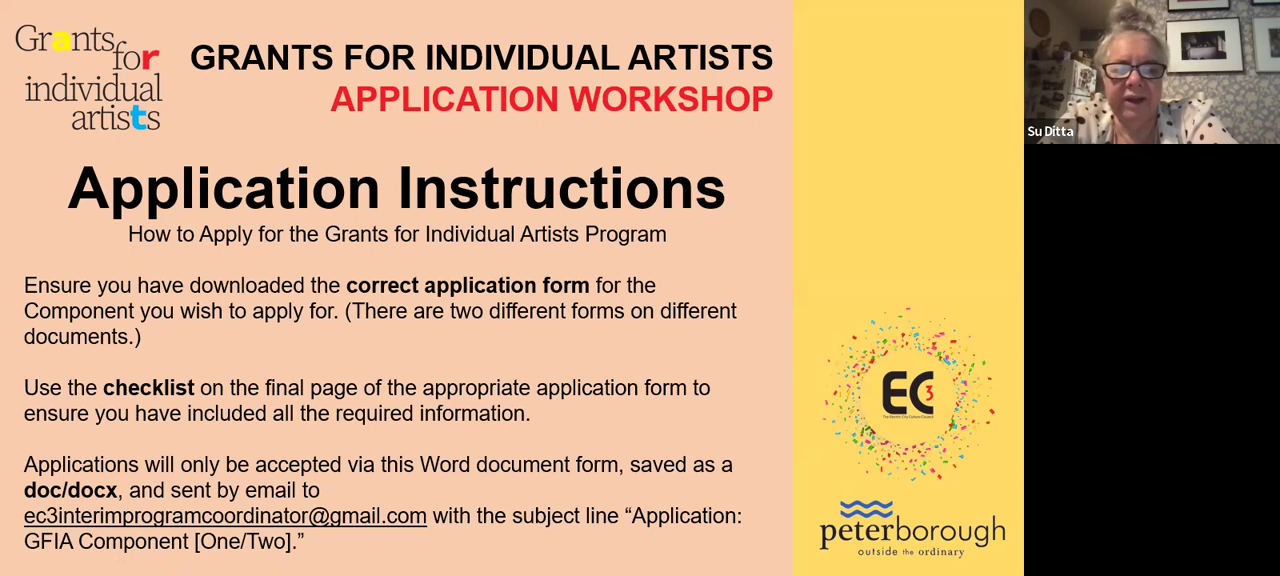 Grants
for
individual
artists
GRANTS FOR INDIVIDUAL ARTISTS
APPLICATION WORKSHOP
Application Instructions
How to Apply for the Grants for Individual Artists Program
Ensure you have downloaded the correct application form for the
Component you wish to apply for. (There are two different forms on different
documents.)
Use the checklist on the final page of the appropriate application form to
ensure you have included all the required information.
Applications will only be accepted via this Word document form, saved as a
doc/docx, and sent by email to
ec3interimprogramcoordinator@gmail.com with the subject line “Application:
GFIA Component [One/Two].”
EC3
The Electric City Culture Council
peterborough
outside the ordinary
Su Ditta